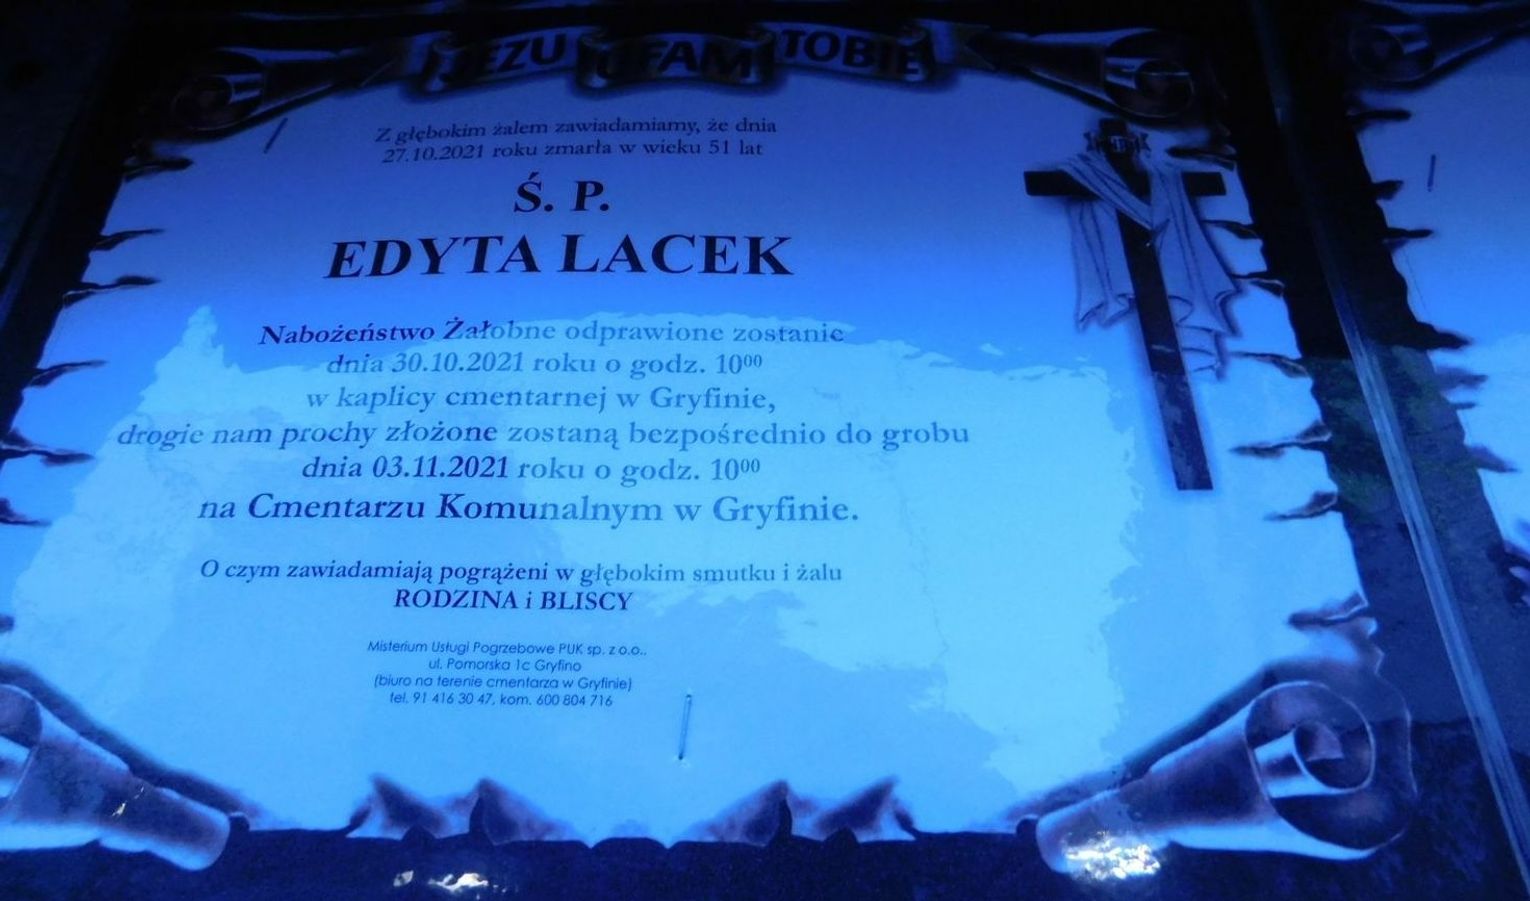 JEZU UFAM TOBIE
Z głębokim żalem zawiadamiamy, że dnia
27.10.2021 roku zmarła w wieku 51 lat
Ś. P.
EDYTA LACEK
Nabożeństwo Żałobne odprawione zostanie
dnia 30.10.2021 roku o godz. 10⁰⁰
w kaplicy cmentarnej w Gryfinie,
drogie nam prochy złożone zostaną bezpośrednio do grobu
dnia 03.11.2021 roku o godz. 10⁰⁰
na Cmentarzu Komunalnym w Gryfinie.
O czym zawiadamiają pogrążeni w głębokim smutku i żalu
RODZINA i BLISCY
Misterium Usługi Pogrzebowe PUK sp. z o.o.,
ul. Pomorska 1c Gryfino
(biuro na terenie cmentarza w Gryfinie)
tel. 91 416 30 47, kom. 600 804 716